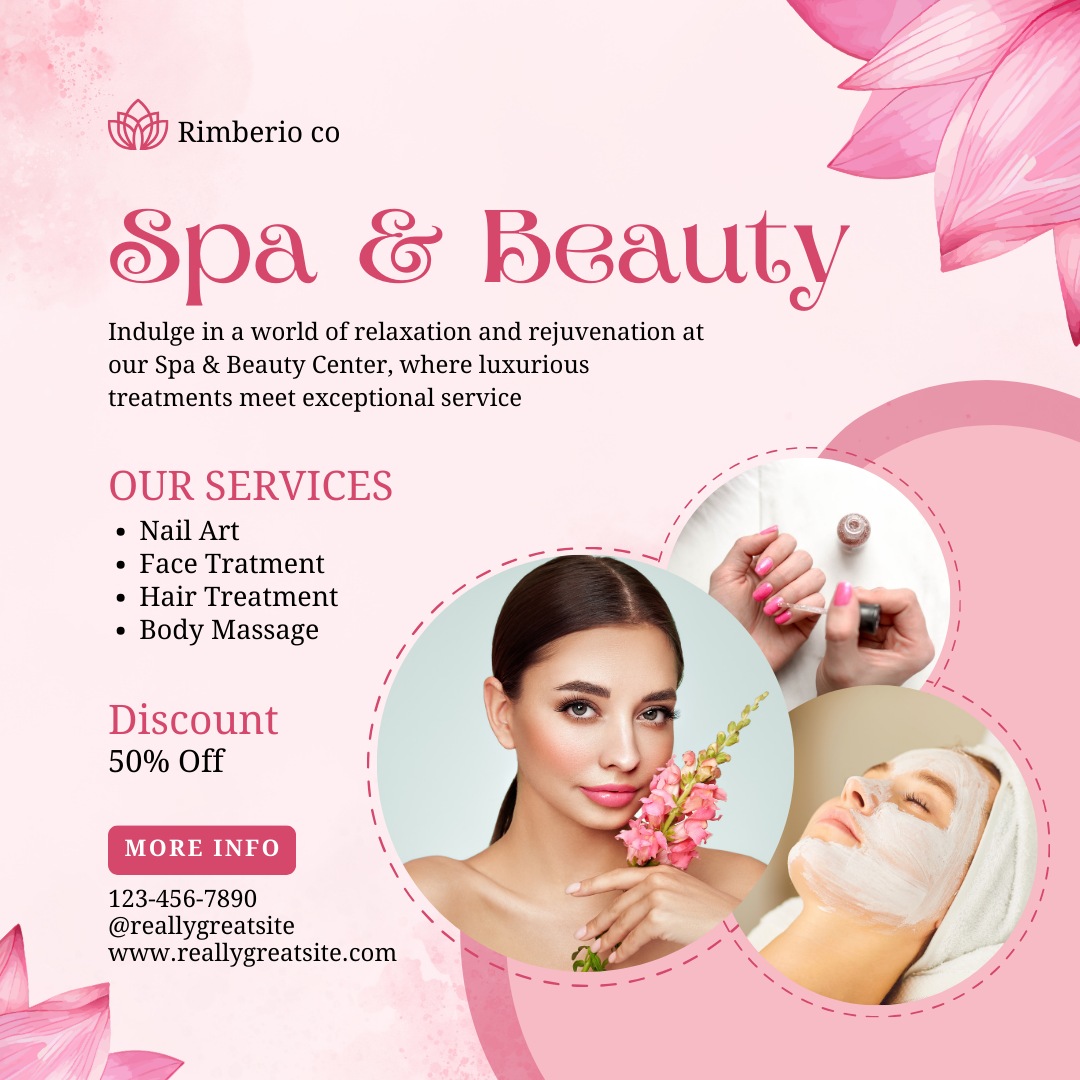 Rimberio co
Spa & Beauty
Indulge in a world of relaxation and rejuvenation at
our Spa & Beauty Center, where luxurious
treatments meet exceptional service
OUR SERVICES
• Nail Art
• Face Tratment
• Hair Treatment
• Body Massage
Discount
50% Off
MORE INFO
123-456-7890
@reallygreatsite
www.reallygreatsite.com